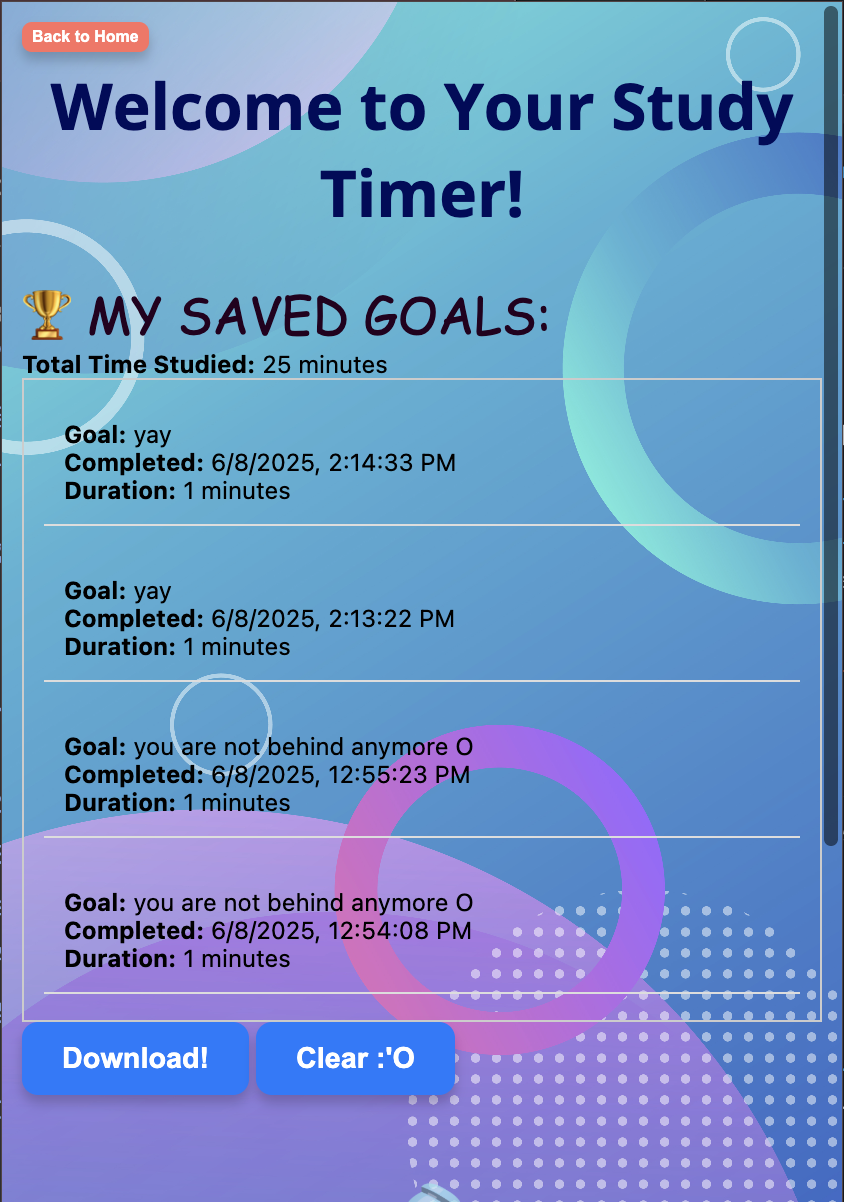 Back to Home
Welcome to Your Study
Timer!
🏆 MY SAVED GOALS:
Total Time Studied: 25 minutes
Goal: yay
Completed: 6/8/2025, 2:14:33 PM
Duration: 1 minutes
Goal: yay
Completed: 6/8/2025, 2:13:22 PM
Duration: 1 minutes
Goal: you are not behind anymore O
Completed: 6/8/2025, 12:55:23 PM
Duration: 1 minutes
Goal: you are not behind anymore O
Completed: 6/8/2025, 12:54:08 PM
Duration: 1 minutes
Download! Clear :'O